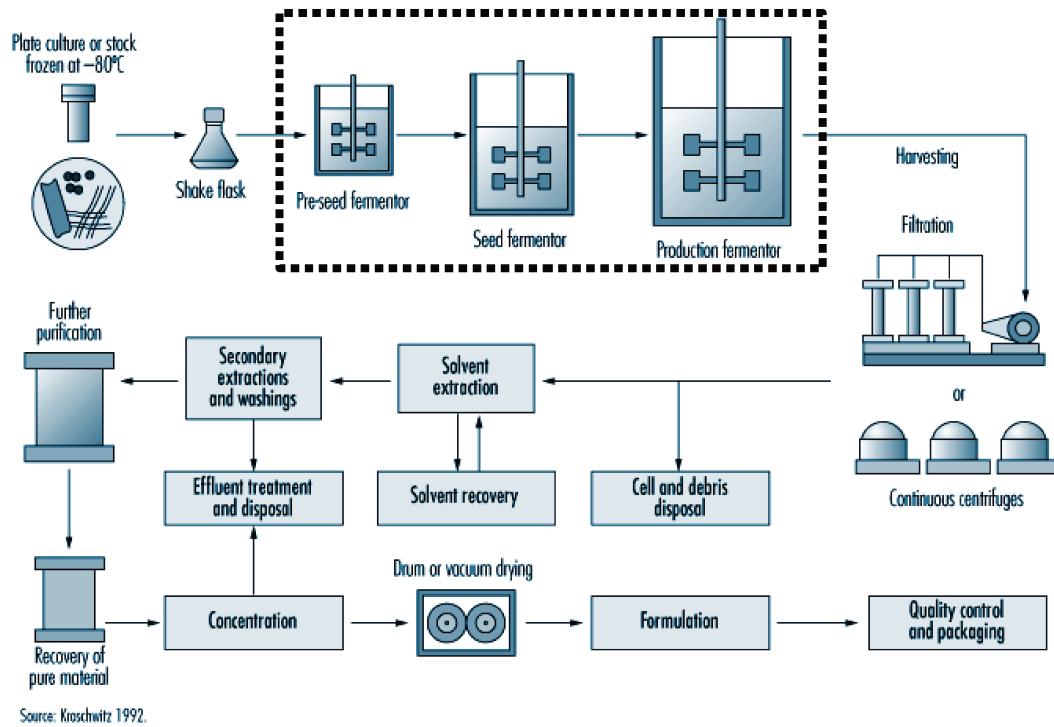 Plate culture or stock
frozen at –80°C
Shake flask
Pre-seed fermentor
Seed fermentor
Production fermentor
Harvesting
Filtration
or
Continuous centrifuges
Further
purification
Secondary
extractions
and washings
Solvent
extraction
Effluent treatment
and disposal
Solvent recovery
Cell and debris
disposal
Recovery of
pure material
Concentration
Drum or vacuum drying
Formulation
Quality control
and packaging
Source: Kroschwitz 1992.